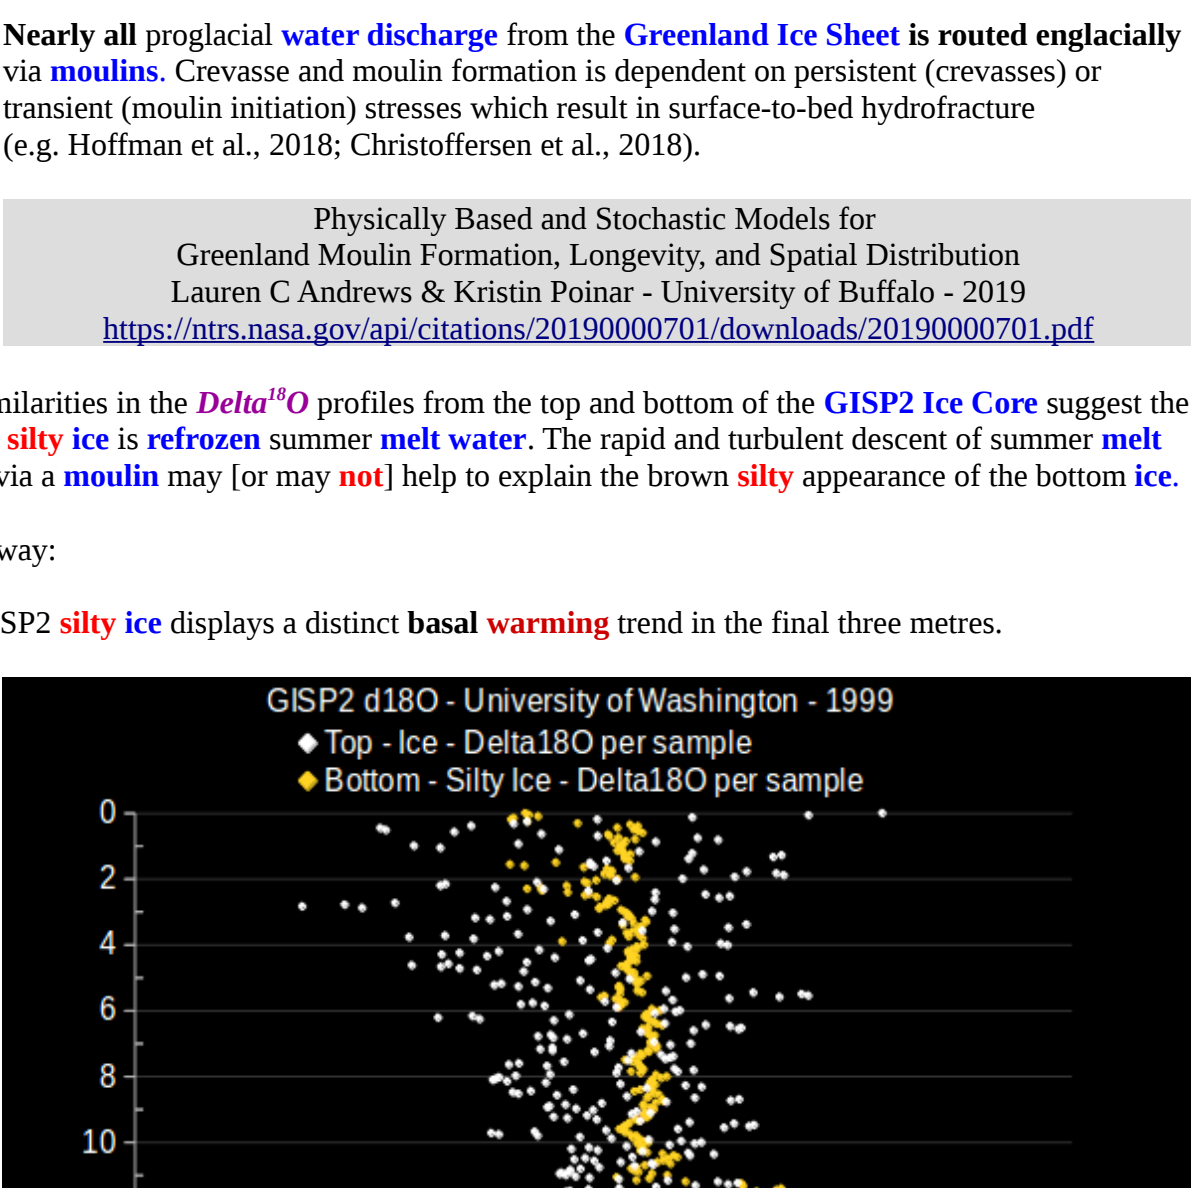 Nearly all proglacial water discharge from the Greenland Ice Sheet is routed englacially
via moulins. Crevasse and moulin formation is dependent on persistent (crevasses) or
transient (moulin initiation) stresses which result in surface-to-bed hydrofracture
(e.g. Hoffman et al., 2018; Christoffersen et al., 2018).
Physically Based and Stochastic Models for
Greenland Moulin Formation, Longevity, and Spatial Distribution
Lauren C Andrews & Kristin Poinar - University of Buffalo - 2019
https://ntrs.nasa.gov/api/citations/20190000701/downloads/20190000701.pdf
milarities in the Delta18O profiles from the top and bottom of the GISP2 Ice Core suggest the
silty ice is refrozen summer melt water. The rapid and turbulent descent of summer melt
via a moulin may [or may not] help to explain the brown silty appearance of the bottom ice.
way:
SP2 silty ice displays a distinct basal warming trend in the final three metres.
GISP2 d18O - University of Washington - 1999
Top - Ice - Delta18O per sample
Bottom - Silty Ice - Delta18O per sample
0
2
4
6
8
10